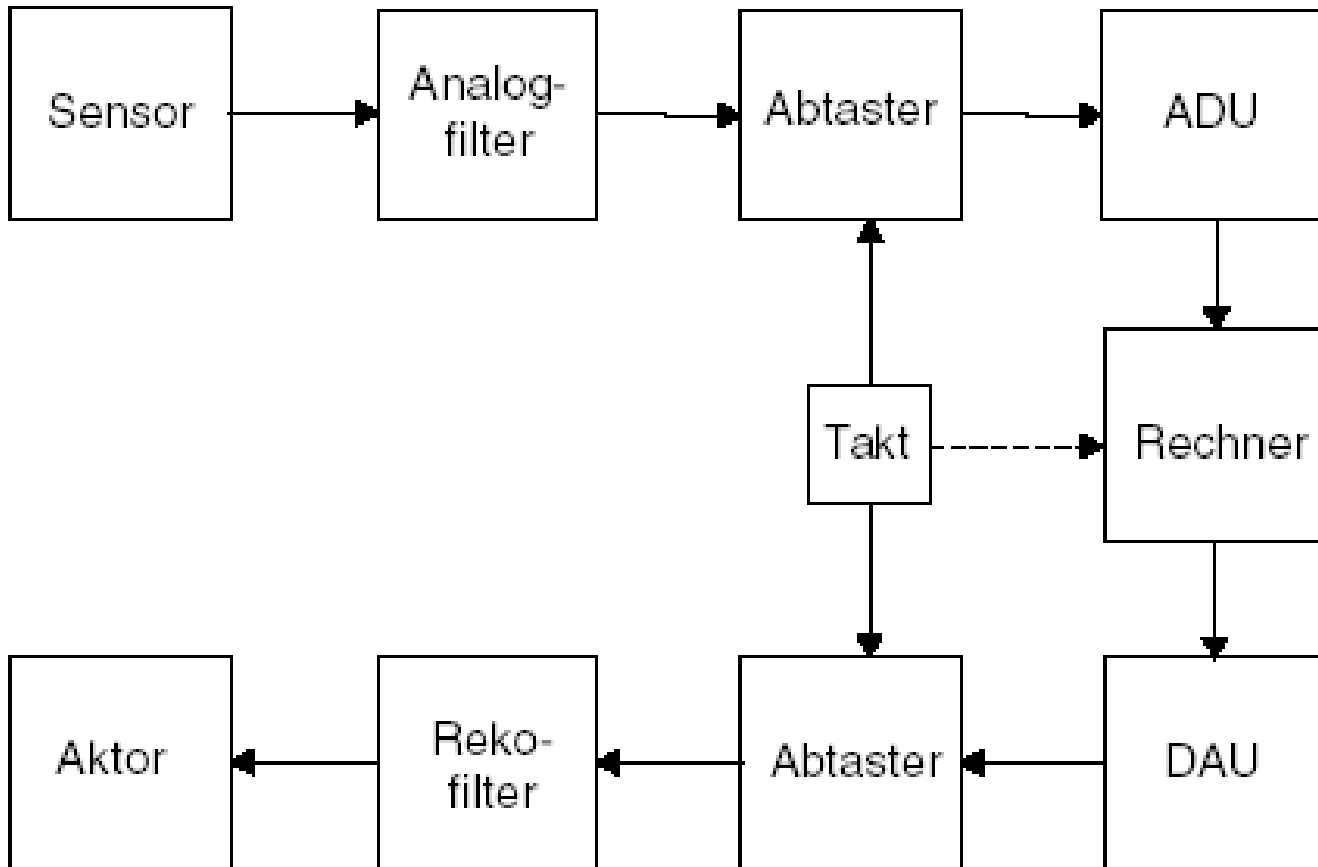 Sensor
Analog-
filter
Abtaster
ADU
Takt
Rechner
Aktor
Reko-
filter
Abtaster
DAU